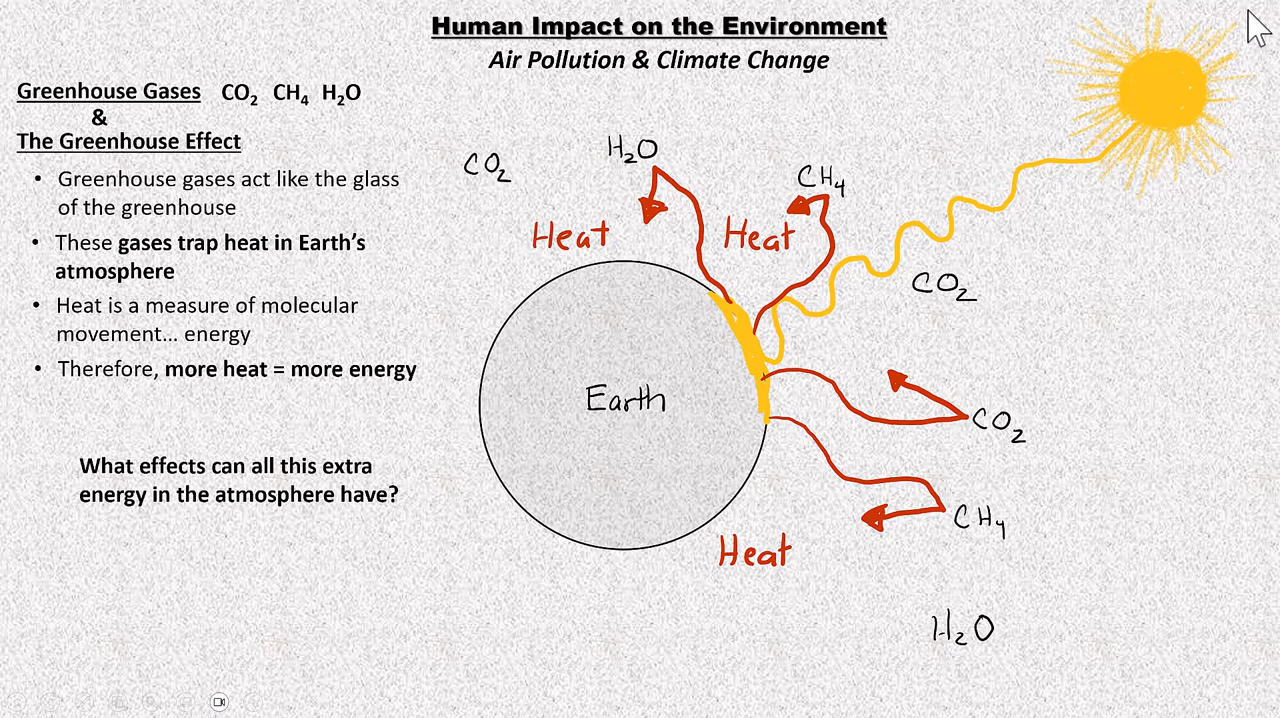 Human Impact on the Environment
Air Pollution & Climate Change
Greenhouse Gases CO₂ CH₄ H₂O
&
The Greenhouse Effect
• Greenhouse gases act like the glass
of the greenhouse
• These gases trap heat in Earth’s
atmosphere
• Heat is a measure of molecular
movement... energy
• Therefore, more heat = more energy
What effects can all this extra
energy in the atmosphere have?
CO₂
H₂O
CH₄
Heat
Heat
CO₂
Earth
CO₂
CH₄
Heat
H₂O